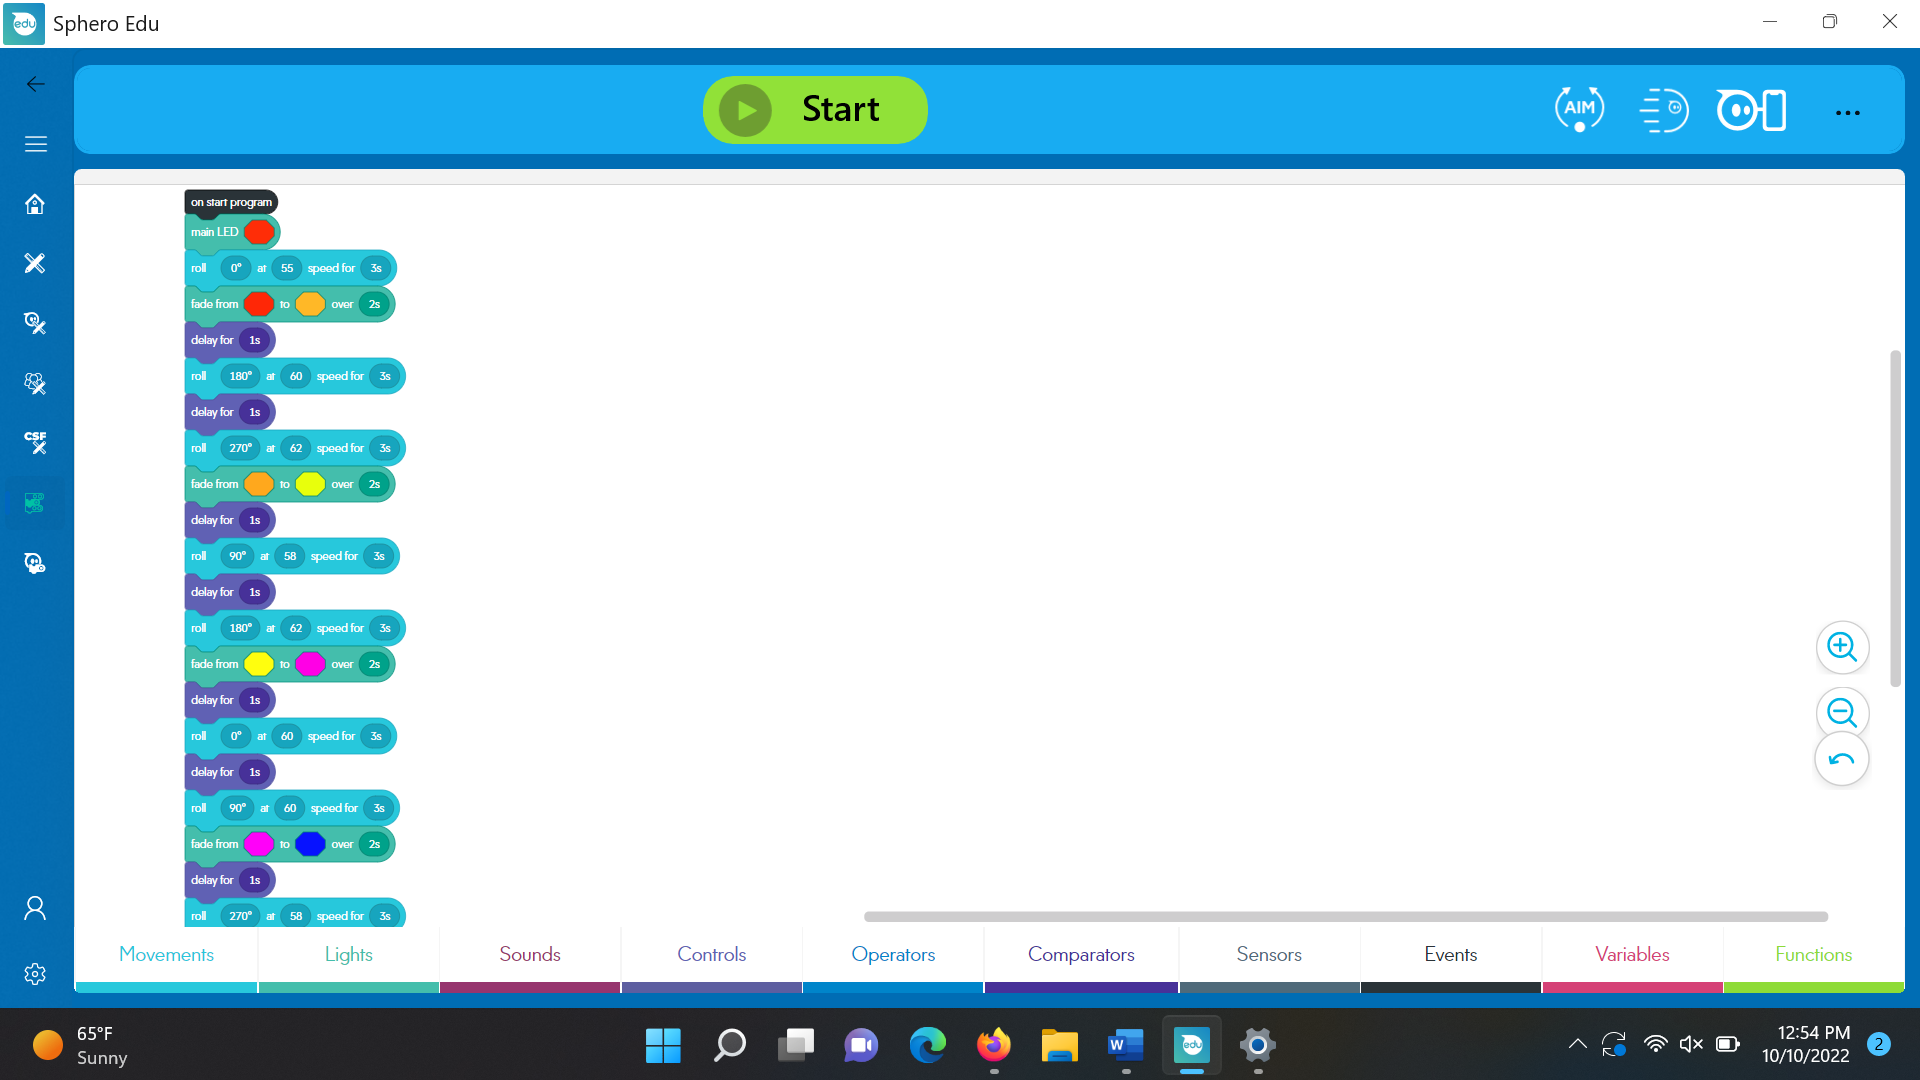 edu Sphero Edu
Start
AIM
...
on start program
main LED
roll 0° at 55 speed for 3s
fade from to over 2s
delay for 1s
roll 180° at 60 speed for 3s
delay for 1s
roll 270° at 62 speed for 3s
fade from to over 2s
delay for 1s
roll 90° at 58 speed for 3s
delay for 1s
roll 180° at 62 speed for 3s
fade from to over 2s
delay for 1s
roll 0° at 60 speed for 3s
delay for 1s
roll 90° at 60 speed for 3s
fade from to over 2s
delay for 1s
roll 270° at 58 speed for 3s
CSF
Movements Lights Sounds Controls Operators Comparators Sensors Events Variables Functions
65°F
Sunny
W
edu
12:54 PM
10/10/2022
2